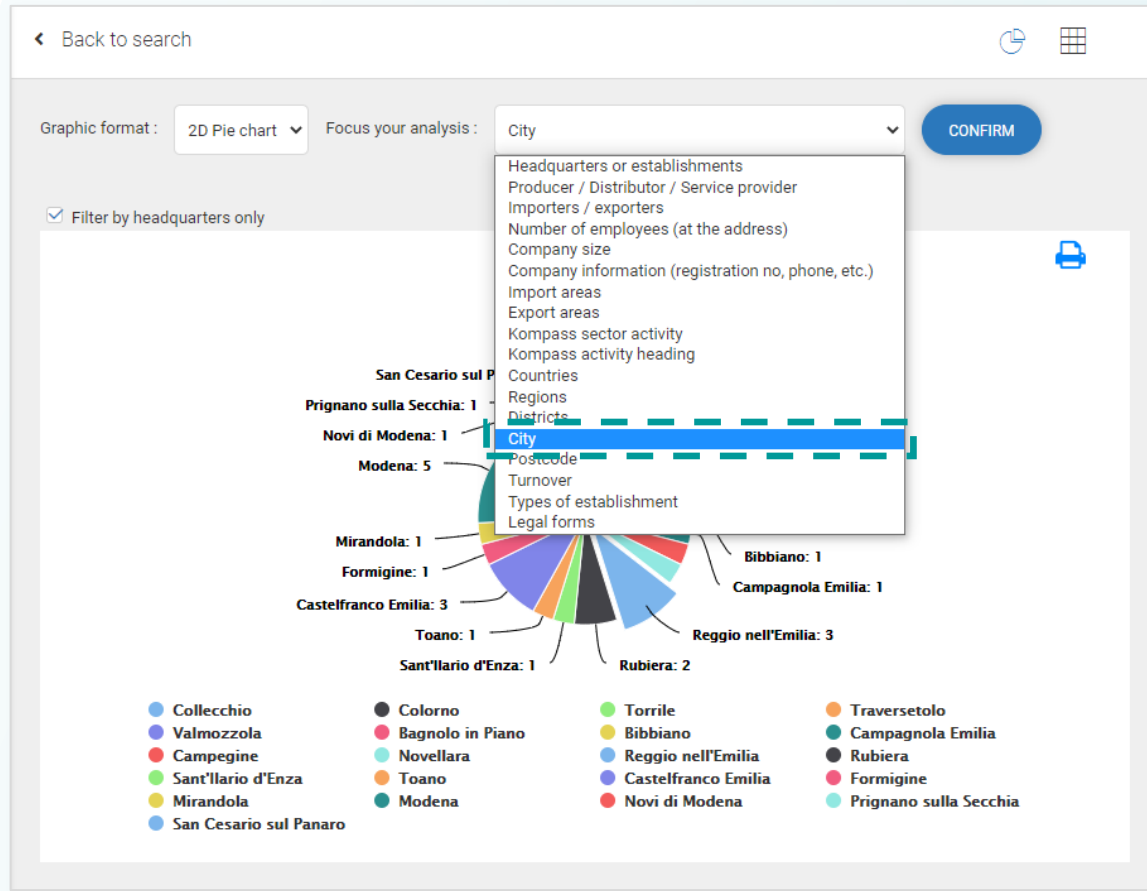 Back to search
Graphic format : 2D Pie chart Focus your analysis : City CONFIRM
Headquarters or establishments
Producer / Distributor / Service provider
Importers / exporters
Number of employees (at the address)
Company size
Company information (registration no, phone, etc.)
Import areas
Export areas
Kompass sector activity
Kompass activity heading
Countries
Regions
Districts
City
Postcode
Turnover
Types of establishment
Legal forms
Filter by headquarters only
San Cesario sul
Prignano sulla Secchia: 1
Novi di Modena: 1
Modena: 5
Mirandola: 1
Formigine: 1
Castelfranco Emilia: 3
Toano: 1
Sant'Ilario d'Enza: 1
Rubiera: 2
Reggio nell'Emilia: 3
Campagnola Emilia: 1
Bibbiano: 1
Collecchio Colorno Torrile Traversetolo
Valmozzola Bagnolo in Piano Bibbiano Campagnola Emilia
Campegine Novellara Reggio nell'Emilia Rubiera
Sant'Ilario d'Enza Toano Castelfranco Emilia Formigine
Mirandola Modena Novi di Modena Prignano sulla Secchia
San Cesario sul Panaro